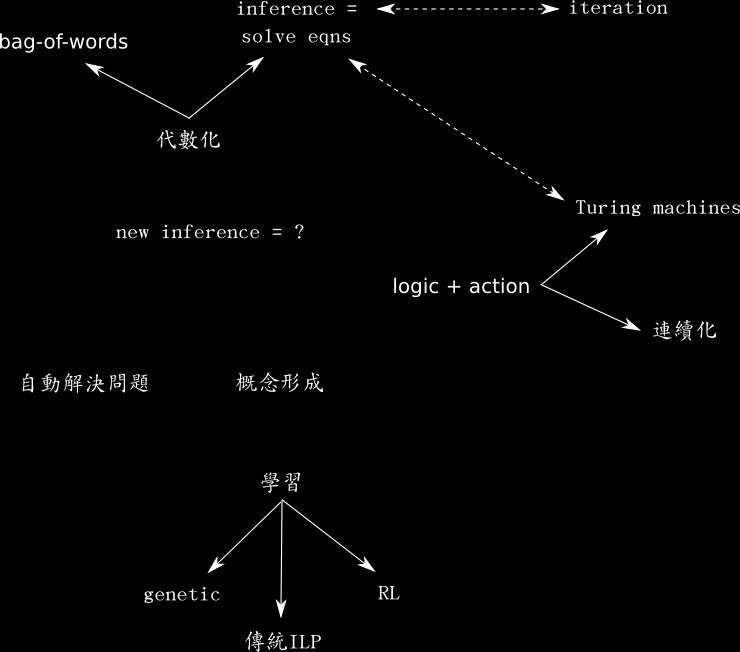 inference =
solve eqns
iteration
bag-of-words
代數化
Turing machines
new inference = ?
logic + action
連續化
自動解決問題
概念形成
學習
genetic
RL
傳統ILP